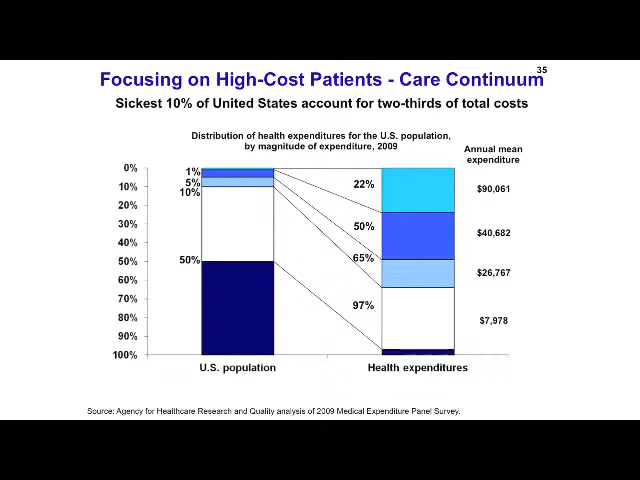 35
Focusing on High-Cost Patients - Care Continuum
Sickest 10% of United States account for two-thirds of total costs
Distribution of health expenditures for the U.S. population,
by magnitude of expenditure, 2009
Annual mean
expenditure
0%
10%
20%
30%
40%
50%
60%
70%
80%
90%
100%
1%
5%
10%
50%
22%
50%
65%
97%
$90,061
$40,682
$26,767
$7,978
U.S. population
Health expenditures
Source: Agency for Healthcare Research and Quality analysis of 2009 Medical Expenditure Panel Survey.